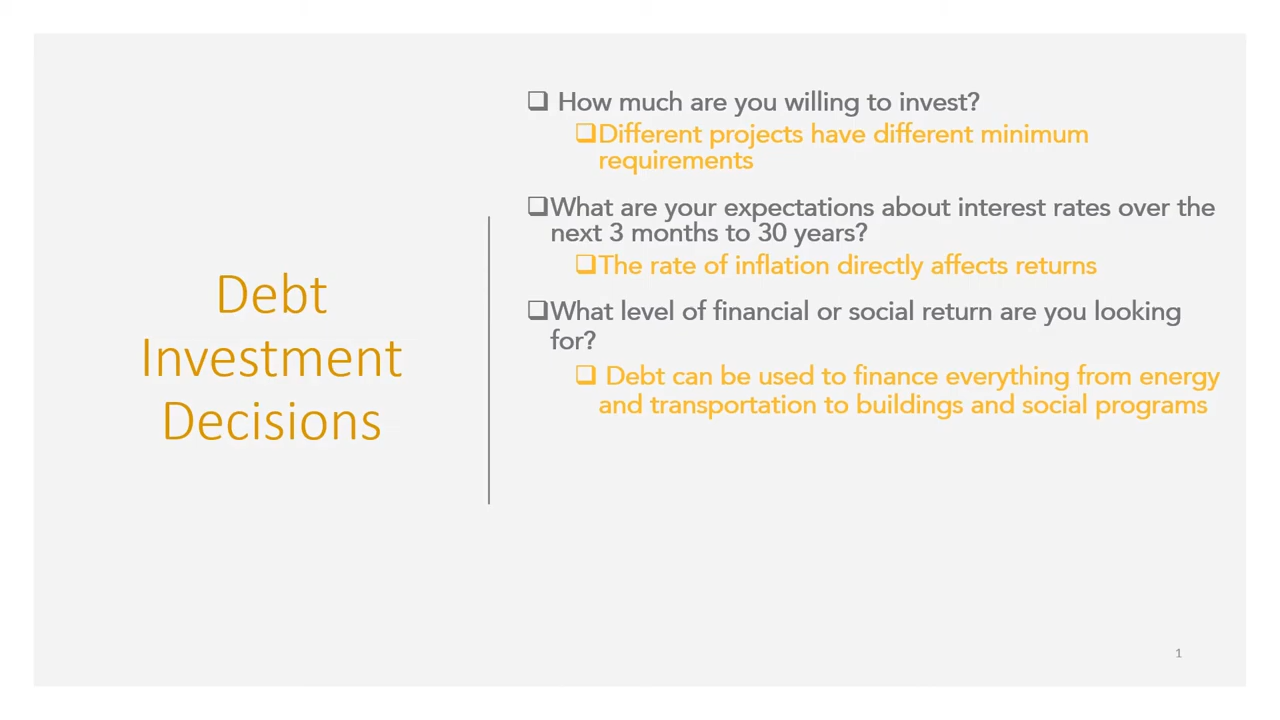 Debt
Investment
Decisions
❑ How much are you willing to invest?
❑Different projects have different minimum
requirements
❑What are your expectations about interest rates over the
next 3 months to 30 years?
❑The rate of inflation directly affects returns
❑What level of financial or social return are you looking
for?
❑ Debt can be used to finance everything from energy
and transportation to buildings and social programs
1